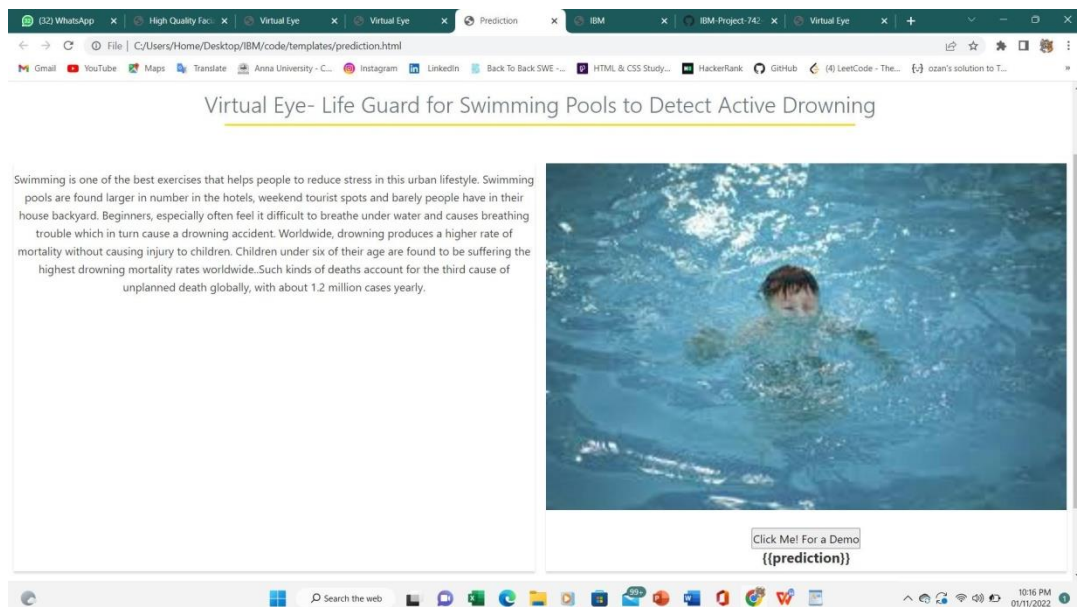 (32) WhatsApp
High Quality Faci
Virtual Eye
Virtual Eye
Prediction
IBM
IBM-Project-742
Virtual Eye
File | C:/Users/Home/Desktop/IBM/code/templates/prediction.html
Gmail
YouTube
Maps
Translate
Anna University - C...
Instagram
LinkedIn
Back To Back SWE -...
HTML & CSS Study...
HackerRank
GitHub
(4) LeetCode - The...
ozan's solution to T...
Virtual Eye- Life Guard for Swimming Pools to Detect Active Drowning
Swimming is one of the best exercises that helps people to reduce stress in this urban lifestyle. Swimming
pools are found larger in number in the hotels, weekend tourist spots and barely people have in their
house backyard. Beginners, especially often feel it difficult to breathe under water and causes breathing
trouble which in turn cause a drowning accident. Worldwide, drowning produces a higher rate of
mortality without causing injury to children. Children under six of their age are found to be suffering the
highest drowning mortality rates worldwide..Such kinds of deaths account for the third cause of
unplanned death globally, with about 1.2 million cases yearly.
Click Me! For a Demo
{{prediction}}
Search the web
99+
10:16 PM
01/11/2022
1